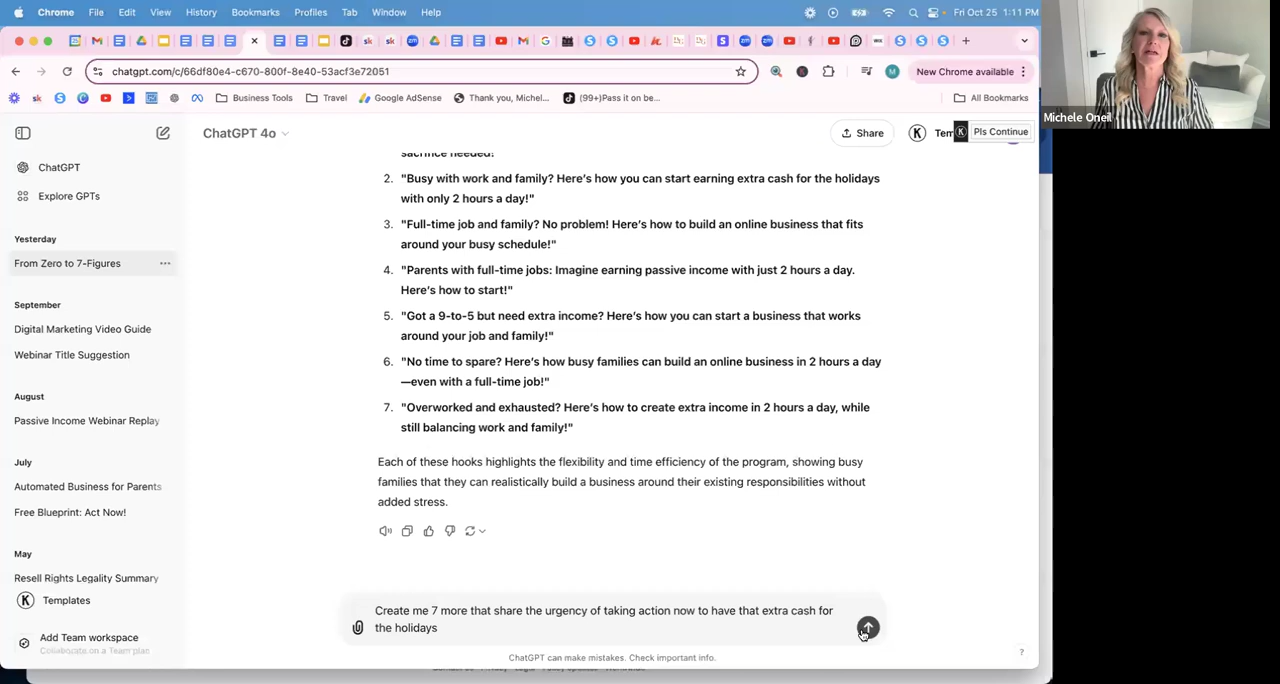 Chrome File Edit View History Bookmarks Profiles Tab Window Help
Fri Oct 25 1:11 PM
chatgpt.com/c/66df80e4-c670-800f-8e40-53acf3e72051
New Chrome available
Business Tools Travel Google AdSense Thank you, Michel... (99+)Pass it on be... All Bookmarks
Michele Oneil
ChatGPT 4o
Share
Tem
Pls Continue
ChatGPT
Explore GPTs
Yesterday
From Zero to 7-Figures
September
Digital Marketing Video Guide
Webinar Title Suggestion
August
Passive Income Webinar Replay
July
Automated Business for Parents
Free Blueprint: Act Now!
May
Resell Rights Legality Summary
Templates
Add Team workspace
Collaborate on a Team plan
sacrifice needed!"
2. "Busy with work and family? Here's how you can start earning extra cash for the holidays
with only 2 hours a day!"
3. "Full-time job and family? No problem! Here's how to build an online business that fits
around your busy schedule!"
4. "Parents with full-time jobs: Imagine earning passive income with just 2 hours a day.
Here's how to start!"
5. "Got a 9-to-5 but need extra income? Here's how you can start a business that works
around your job and family!"
6. "No time to spare? Here's how busy families can build an online business in 2 hours a day
—even with a full-time job!"
7. "Overworked and exhausted? Here's how to create extra income in 2 hours a day, while
still balancing work and family!"
Each of these hooks highlights the flexibility and time efficiency of the program, showing busy
families that they can realistically build a business around their existing responsibilities without
added stress.
Create me 7 more that share the urgency of taking action now to have that extra cash for
the holidays
ChatGPT can make mistakes. Check important info.
?